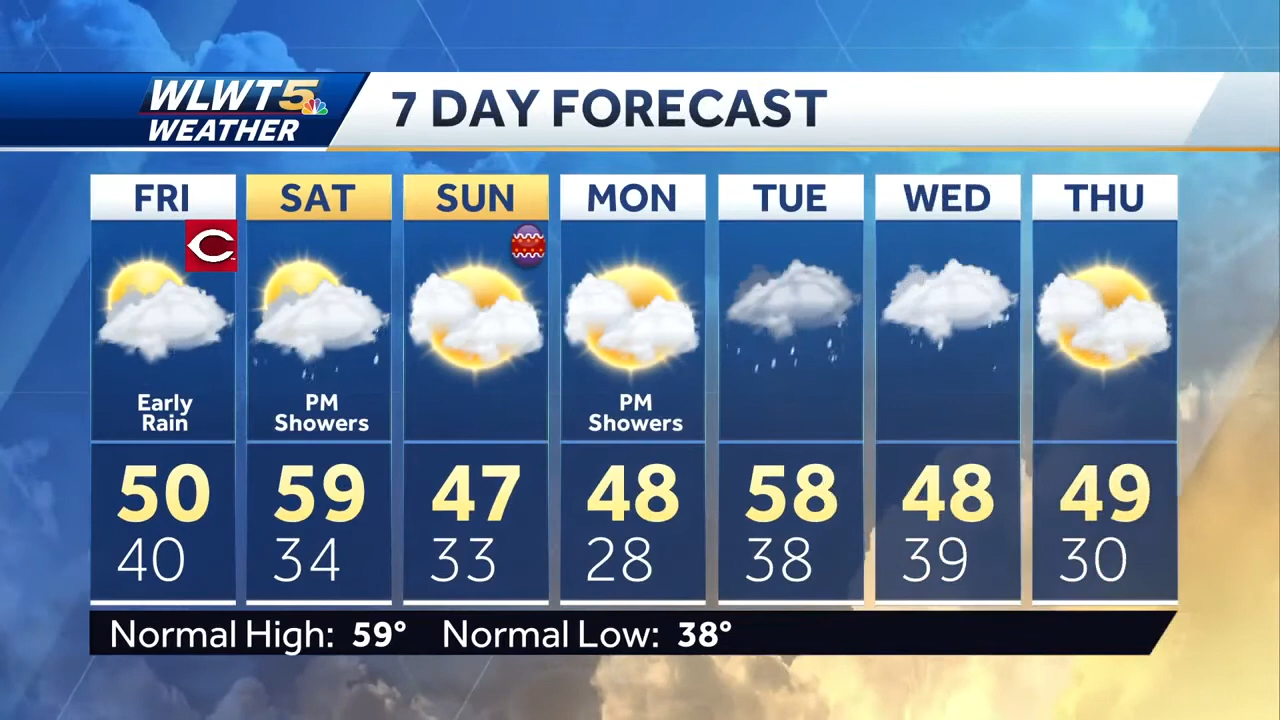 WLWT5
WEATHER
7 DAY FORECAST
FRI SAT SUN MON TUE WED THU
C
Early
Rain
PM
Showers
PM
Showers
50 59 47 48 58 48 49
40 34 33 28 38 39 30
Normal High: 59° Normal Low: 38°